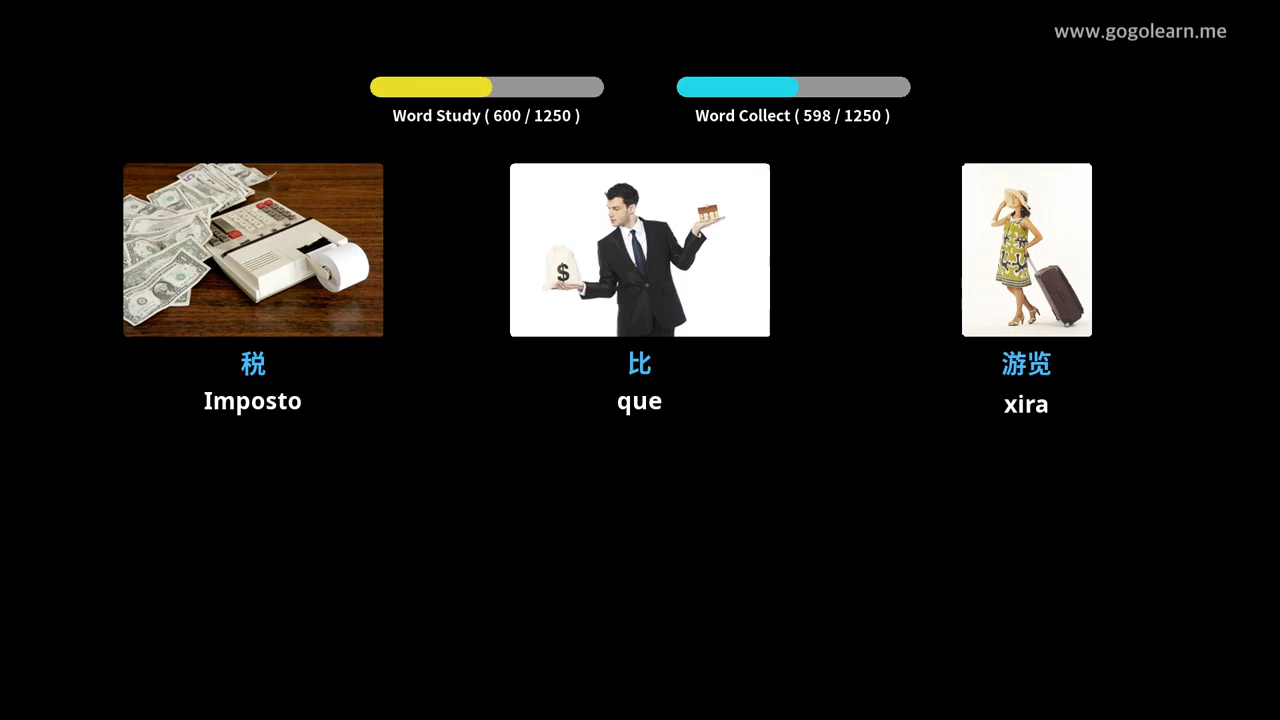 www.gogolearn.me
Word Study ( 600 / 1250 )
Word Collect ( 598 / 1250 )
$
税
Imposto
比
que
游览
xira